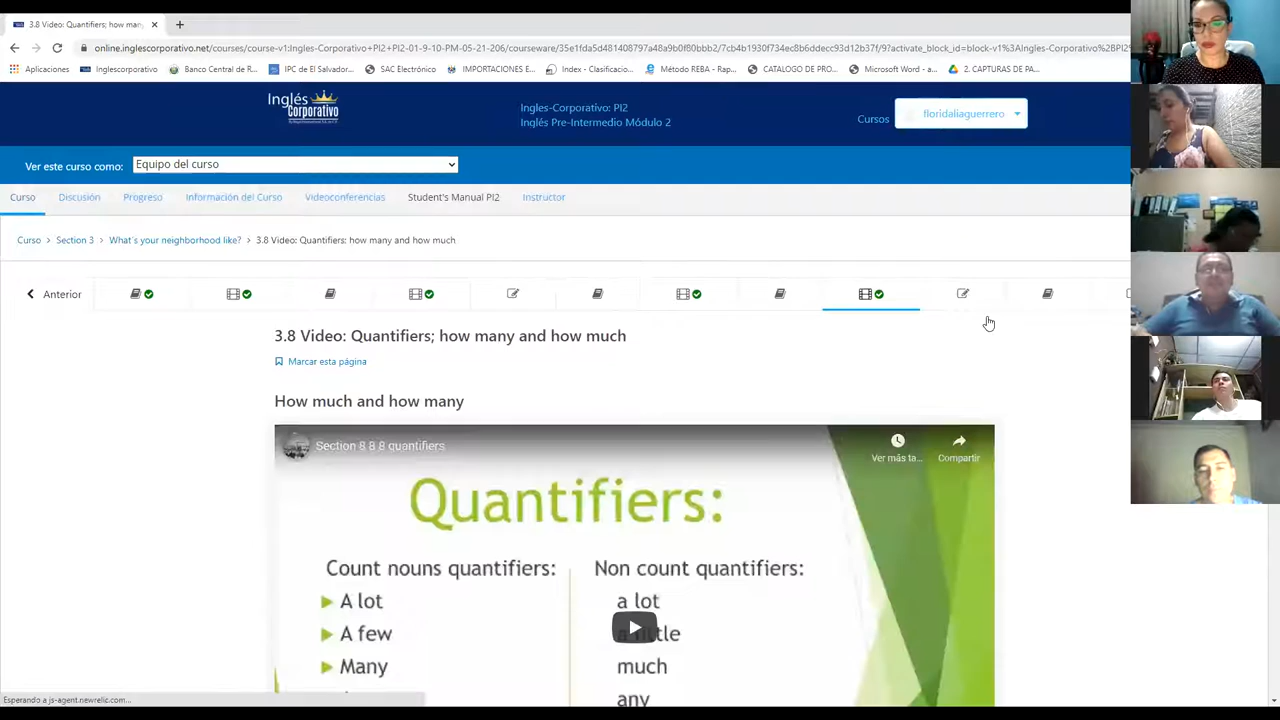 3.8 Video: Quantifiers; how man
online.inglescorporativo.net/courses/course-v1:Ingles-Corporativo+PI2+PI2-01-9-10-PM-05-21-806/courseware/35e1fda5d481408797a48a9b0f80bbb2/7cb4b1930f734ec8b6ddecc93d12b37f/9?activate_block_id=block-v1%3AIngles-Corporativo%2BPI
Aplicaciones
Inglescorporativo
Banco Central de R...
IPC de El Salvador...
SAC Electrónico
IMPORTACIONES E...
Index - Clasificacio...
Método REBA - Rap...
CATALOGO DE PRO...
Microsoft Word - a...
2. CAPTURAS DE PA...
Inglés
Corporativo
Ingles-Corporativo: PI2
Inglés Pre-Intermedio Módulo 2
Cursos
floridaliaguerrero
Ver este curso como:
Equipo del curso
Curso
Discusión
Progreso
Información del Curso
Videoconferencias
Student's Manual PI2
Instructor
Curso > Section 3 > What's your neighborhood like? > 3.8 Video: Quantifiers; how many and how much
Anterior
3.8 Video: Quantifiers; how many and how much
Marcar esta página
How much and how many
Section 8 8 8 quantifiers
Ver más ta...
Compartir
Quantifiers:
Count nouns quantifiers:
A lot
A few
Many
Non count quantifiers:
a lot
a little
much
any
Esperando a js-agent.newrelic.com...